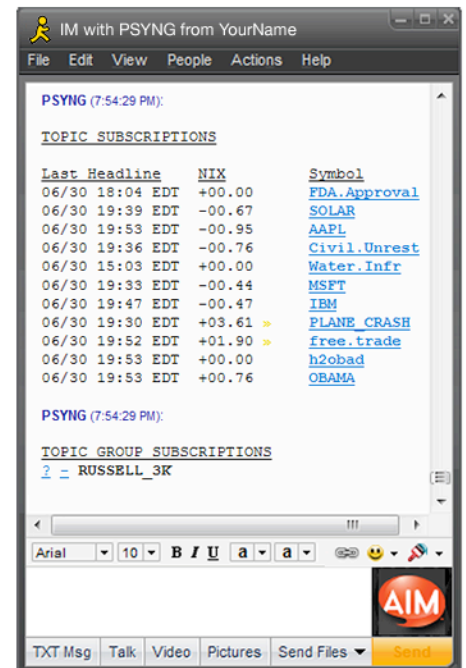 IM with PSYNG from YourName
File Edit View People Actions Help
PSYNG (7:54:29 PM):
TOPIC SUBSCRIPTIONS
Last Headline NIX Symbol
06/30 18:04 EDT +00.00 FDA.Approval
06/30 19:39 EDT -00.67 SOLAR
06/30 19:53 EDT -00.95 AAPL
06/30 19:36 EDT -00.76 Civil.Unrest
06/30 15:03 EDT +00.00 Water.Infr
06/30 19:33 EDT -00.44 MSFT
06/30 19:47 EDT -00.47 IBM
06/30 19:30 EDT +03.61 » PLANE_CRASH
06/30 19:52 EDT +01.90 » free.trade
06/30 19:53 EDT +00.00 h2obad
06/30 19:53 EDT +00.76 OBAMA
PSYNG (7:54:29 PM):
TOPIC GROUP SUBSCRIPTIONS
? - RUSSELL_3K
Arial 10 B I U a a
AIM
TXT Msg Talk Video Pictures Send Files Send